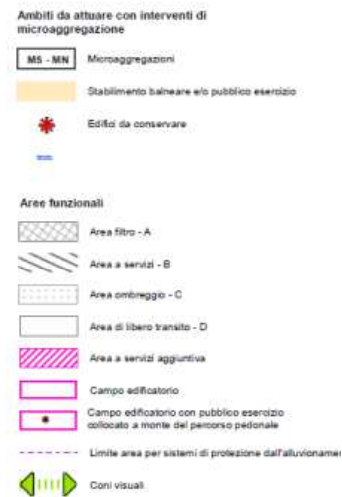 Ambiti da attuare con interventi di
microaggregazione
MS - MN
Microaggregazioni
Stabilimento balneare e/o pubblico esercizio
Edifici da conservare
Aree funzionali
Area filtro - A
Area a servizi - B
Area ombreggio - C
Area di libero transito - D
Area a servizi aggiuntiva
Campo edificatorio
Campo edificatorio con pubblico esercizio
collocato a monte del percorso pedonale
Limite area per sistemi di protezione dall'alluvionamen
Coni visuali